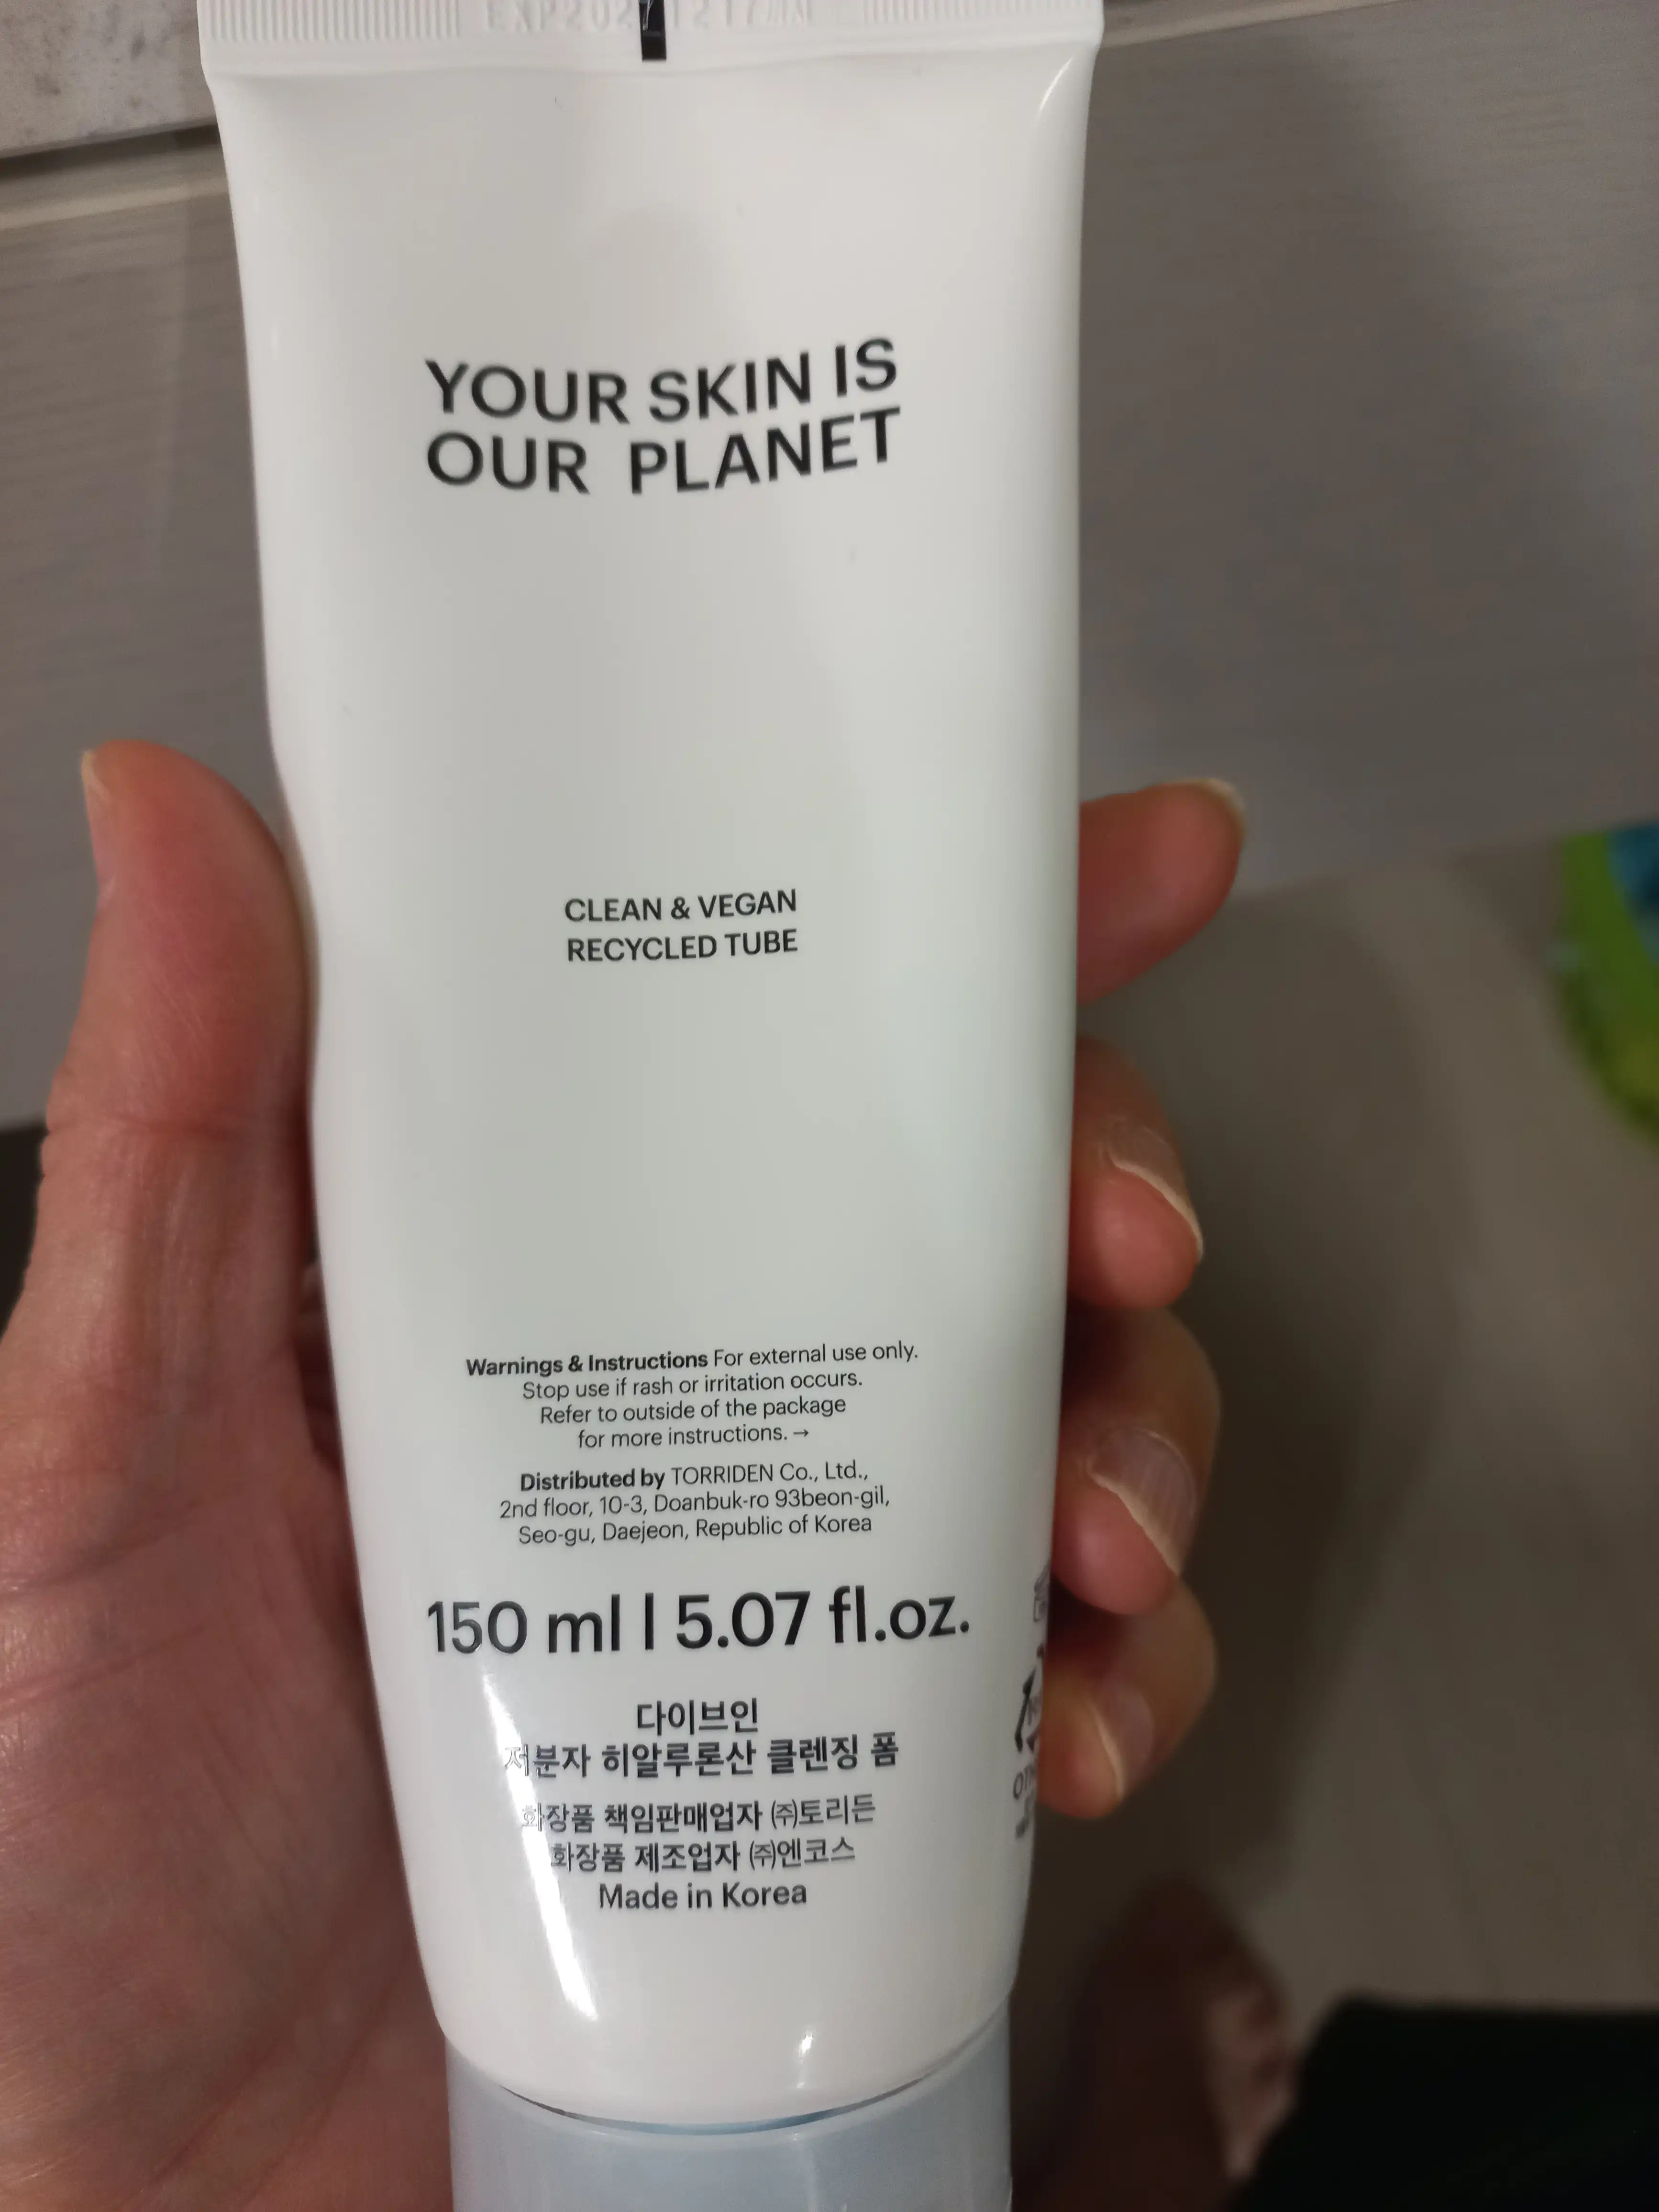 YOUR SKIN IS
OUR PLANET
CLEAN & VEGAN
RECYCLED TUBE
Warnings & Instructions For external use only.
Stop use if rash or irritation occurs.
Refer to outside of the package
for more instructions.→
Distributed by TORRIDEN Co., Ltd.,
2nd floor, 10-3, Doanbuk-ro 93beon-gil,
Seo-gu, Daejeon, Republic of Korea
150 ml l 5.07 fl.oz.
다이브인
저분자 히알루론산 클렌징 폼
화장품 책임판매업자 ㈜토리든
화장품 제조업자 ㈜엔코스
Made in Korea